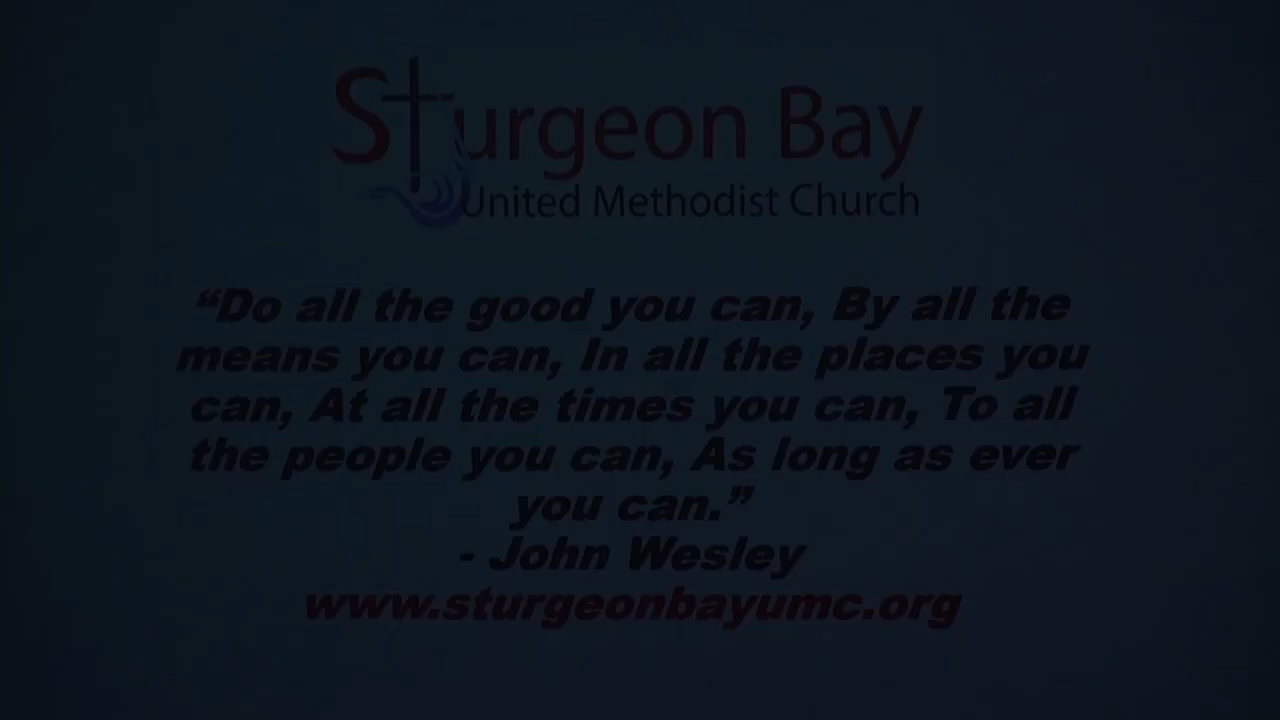 Sturgeon Bay
United Methodist Church
“Do all the good you can, By all the
means you can, In all the places you
can, At all the times you can, To all
the people you can, As long as ever
you can.”
- John Wesley
www.sturgeonbayumc.org